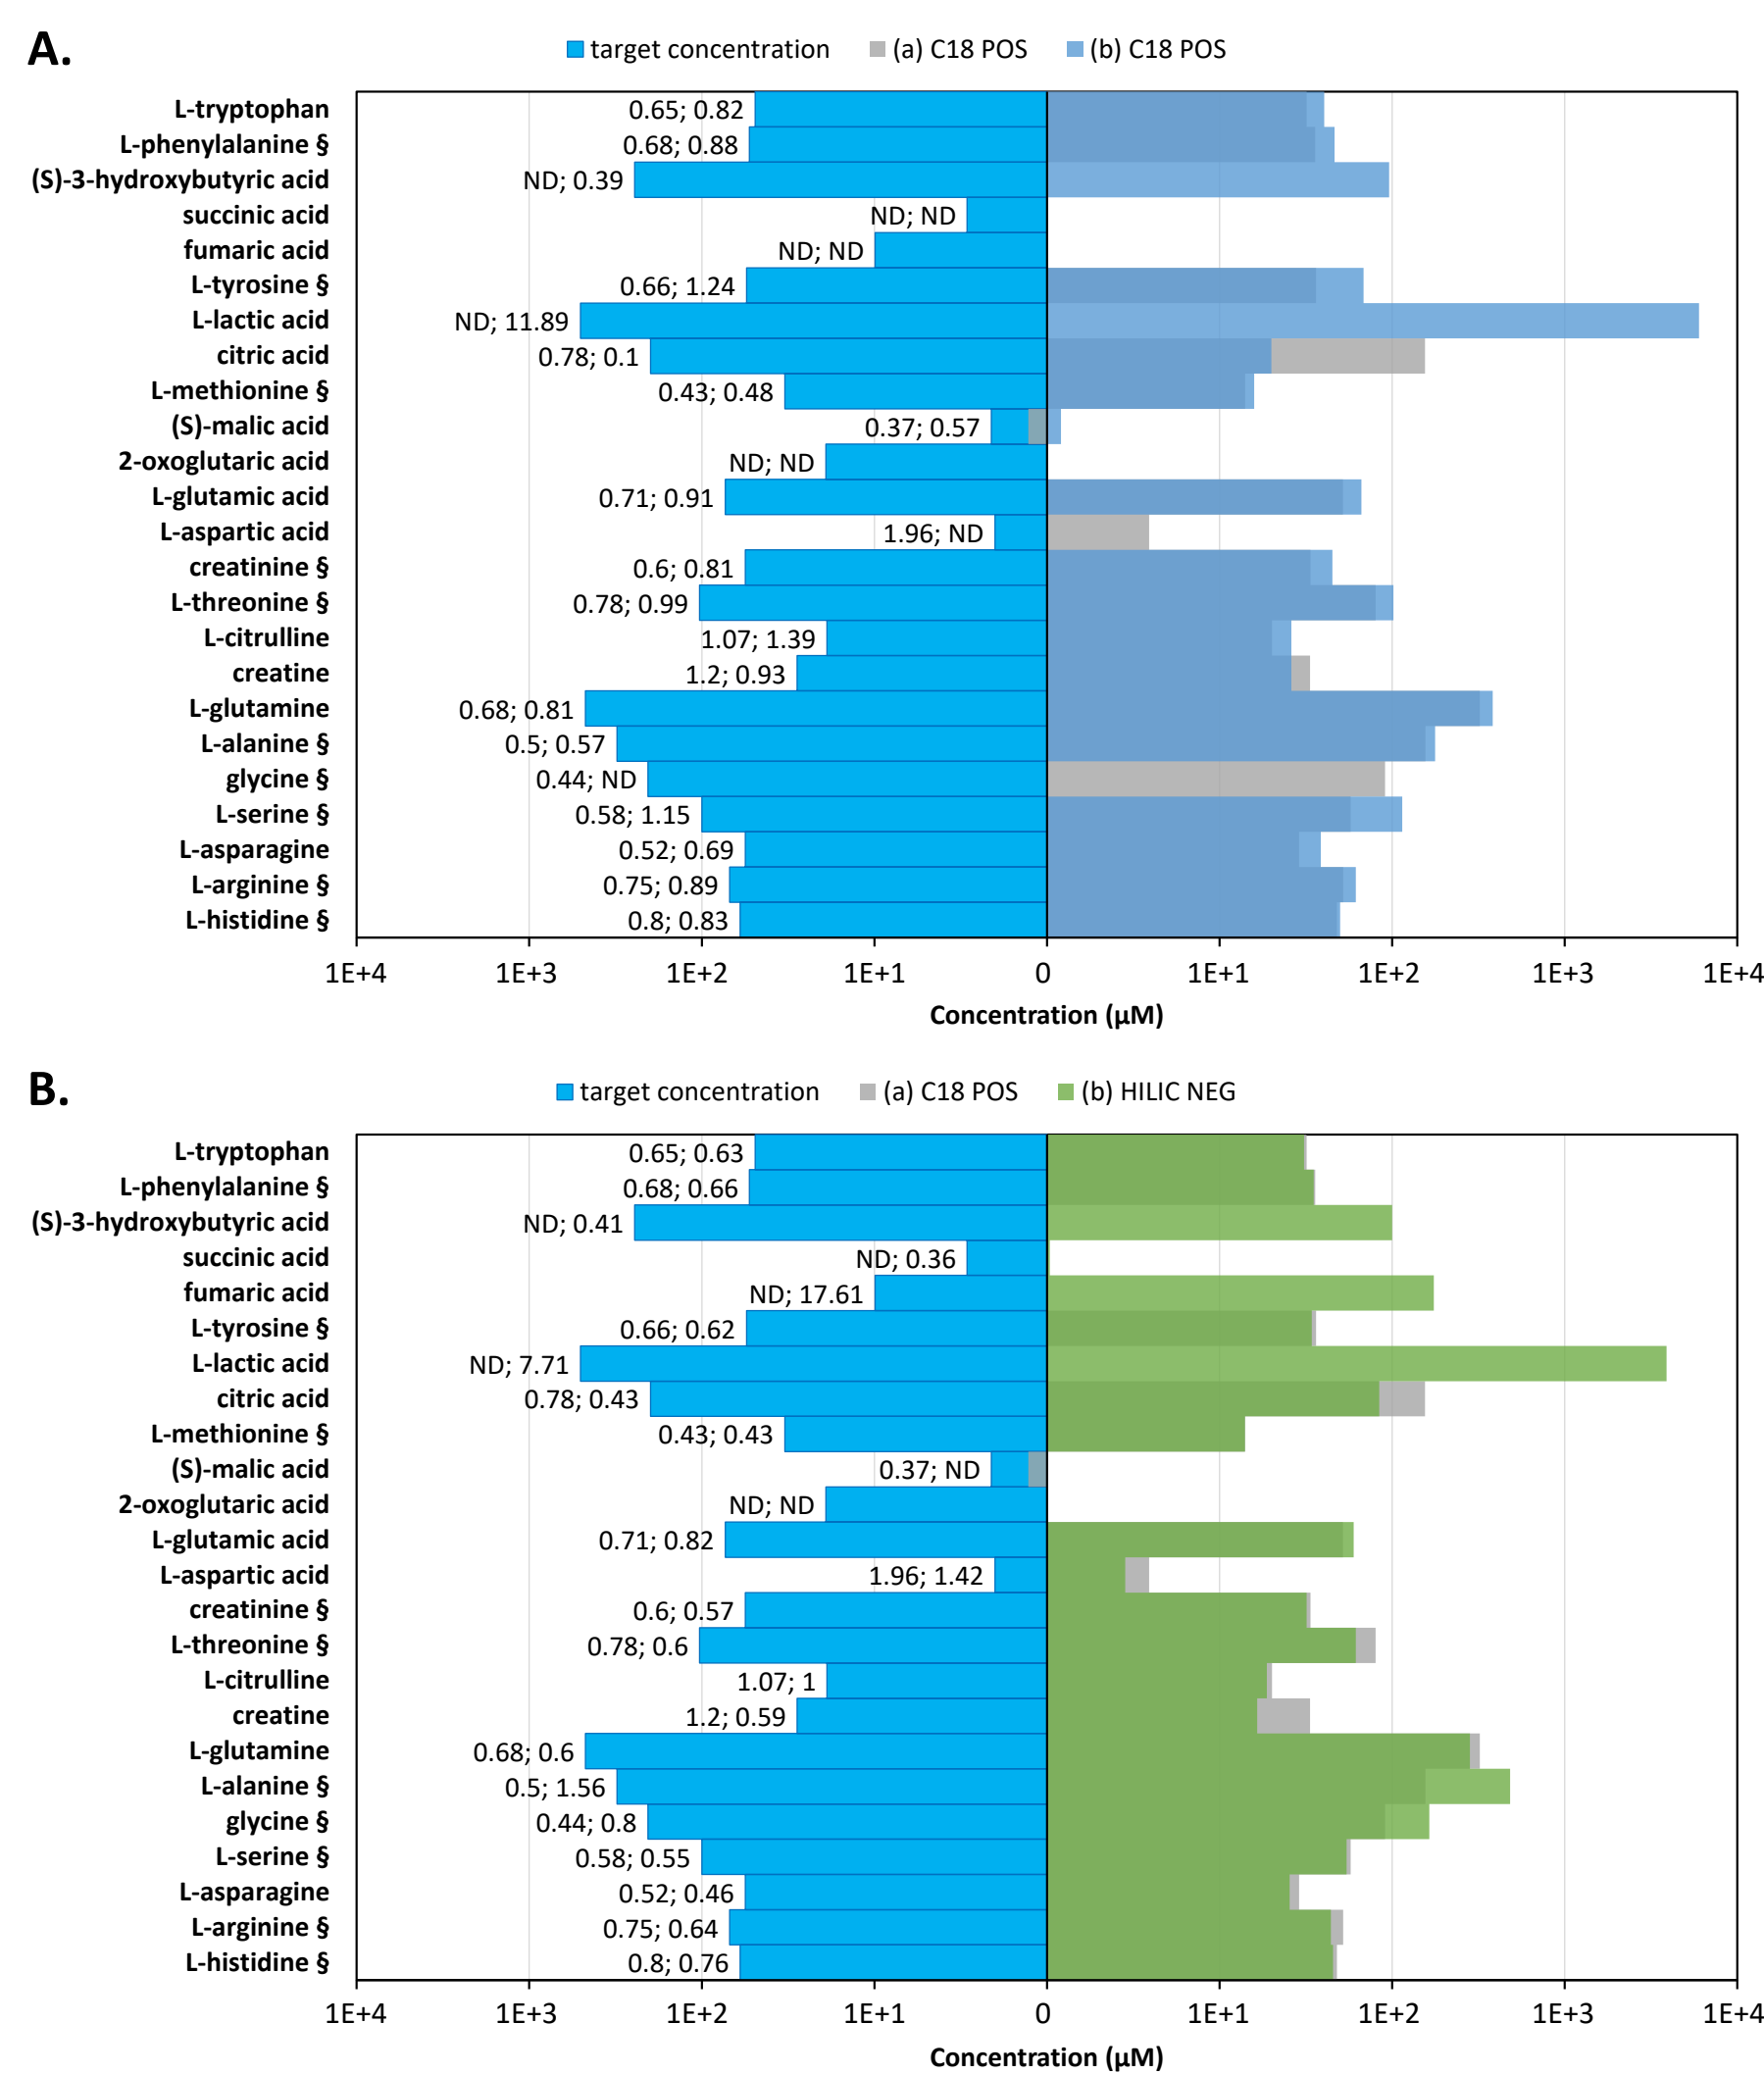 A.
target concentration (a) C18 POS (b) C18 POS
L-tryptophan 0.65; 0.82
L-phenylalanine § 0.68; 0.88
(S)-3-hydroxybutyric acid ND; 0.39
succinic acid ND; ND
fumaric acid ND; ND
L-tyrosine § 0.66; 1.24
L-lactic acid ND; 11.89
citric acid 0.78; 0.1
L-methionine § 0.43; 0.48
(S)-malic acid 0.37; 0.57
2-oxoglutaric acid ND; ND
L-glutamic acid 0.71; 0.91
L-aspartic acid 1.96; ND
creatinine § 0.6; 0.81
L-threonine § 0.78; 0.99
L-citrulline 1.07; 1.39
creatine 1.2; 0.93
L-glutamine 0.68; 0.81
L-alanine § 0.5; 0.57
glycine § 0.44; ND
L-serine § 0.58; 1.15
L-asparagine 0.52; 0.69
L-arginine § 0.75; 0.89
L-histidine § 0.8; 0.83
1E+4 1E+3 1E+2 1E+1 0 1E+1 1E+2 1E+3 1E+4
Concentration (µM)
B.
target concentration (a) C18 POS (b) HILIC NEG
L-tryptophan 0.65; 0.63
L-phenylalanine § 0.68; 0.66
(S)-3-hydroxybutyric acid ND; 0.41
succinic acid ND; 0.36
fumaric acid ND; 17.61
L-tyrosine § 0.66; 0.62
L-lactic acid ND; 7.71
citric acid 0.78; 0.43
L-methionine § 0.43; 0.43
(S)-malic acid 0.37; ND
2-oxoglutaric acid ND; ND
L-glutamic acid 0.71; 0.82
L-aspartic acid 1.96; 1.42
creatinine § 0.6; 0.57
L-threonine § 0.78; 0.6
L-citrulline 1.07; 1
creatine 1.2; 0.59
L-glutamine 0.68; 0.6
L-alanine § 0.5; 1.56
glycine § 0.44; 0.8
L-serine § 0.58; 0.55
L-asparagine 0.52; 0.46
L-arginine § 0.75; 0.64
L-histidine § 0.8; 0.76
1E+4 1E+3 1E+2 1E+1 0 1E+1 1E+2 1E+3 1E+4
Concentration (µM)